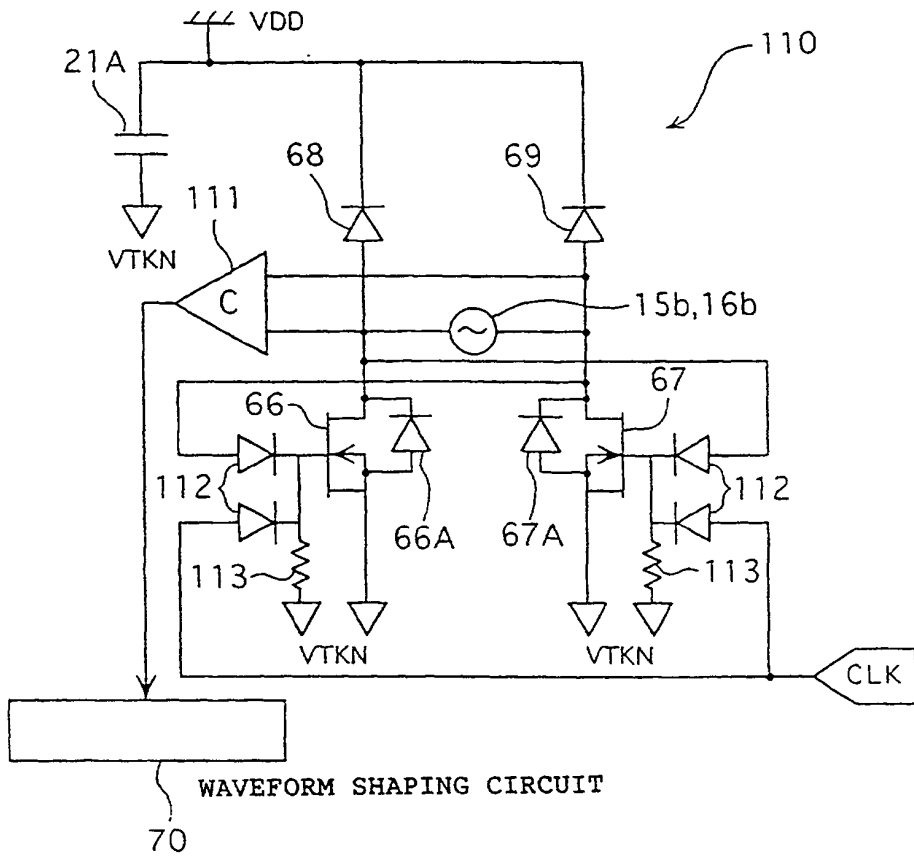 VDD
110
21A
68
69
111
VTKN
C
15b,16b
66
67
112
112
66A
67A
113
113
VTKN
VTKN
CLK
WAVEFORM SHAPING CIRCUIT
70